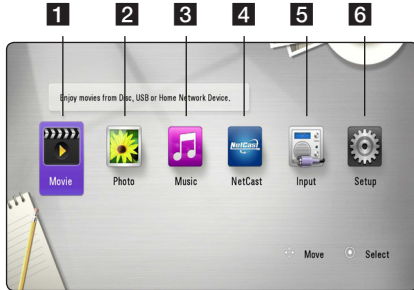 1 2 3 4 5 6
Enjoy movies from Disc, USB or Home Network Device.
NetCast
Movie Photo Music NetCast Input Setup
Move Select